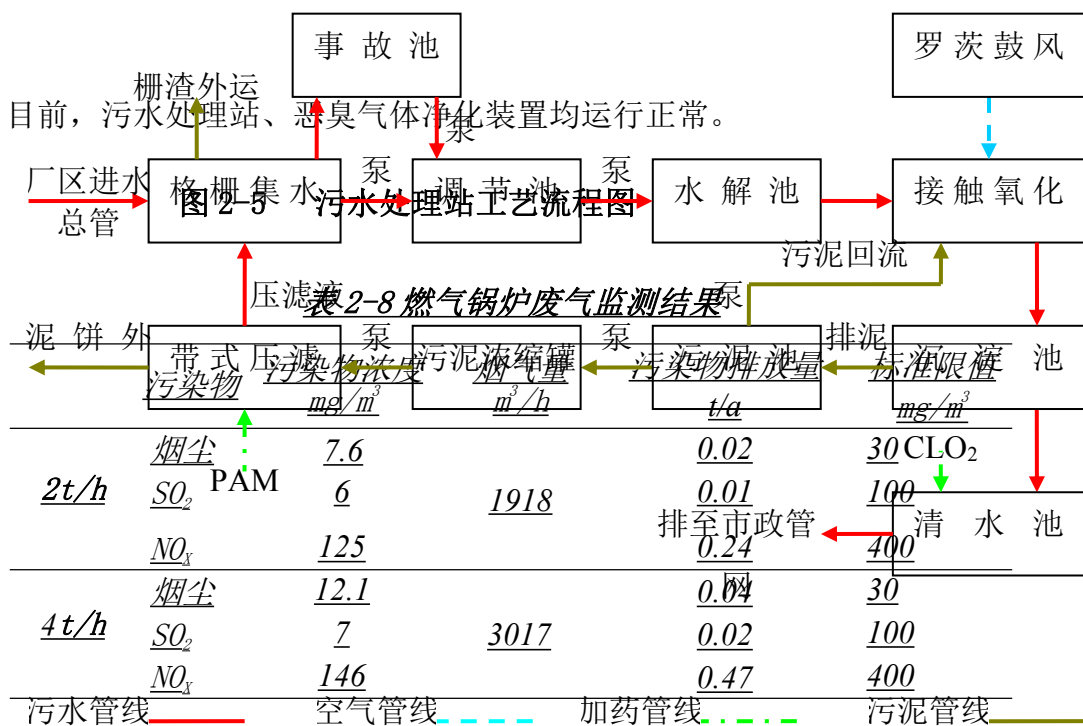 事故池
罗茨鼓风
栅渣外运
目前，污水处理站、恶臭气体净化装置均运行正常。
泵
厂区进水
总管
格栅集水
泵
调节池
泵
水解池
接触氧化
图2-5 污水处理站工艺流程图
污泥回流
压滤液
表2-8 燃气锅炉废气监测结果
泵
泥饼外
带式压滤
泵
污泥浓缩罐
泵
污泥池
排泥
沉淀池
污染物 污染物浓度 烟气量 污染物排放量 标准限值
mg/m³ m³/h t/a mg/m³
烟尘 7.6 0.02 30
CLO₂
PAM
2t/h SO₂ 6 1918 0.01 100
排至市政管
网
清水池
NOX 125 0.24 400
烟尘 12.1 0.04 30
4t/h SO₂ 7 3017 0.02 100
NOX 146 0.47 400
污水管线 空气管线 加药管线 污泥管线